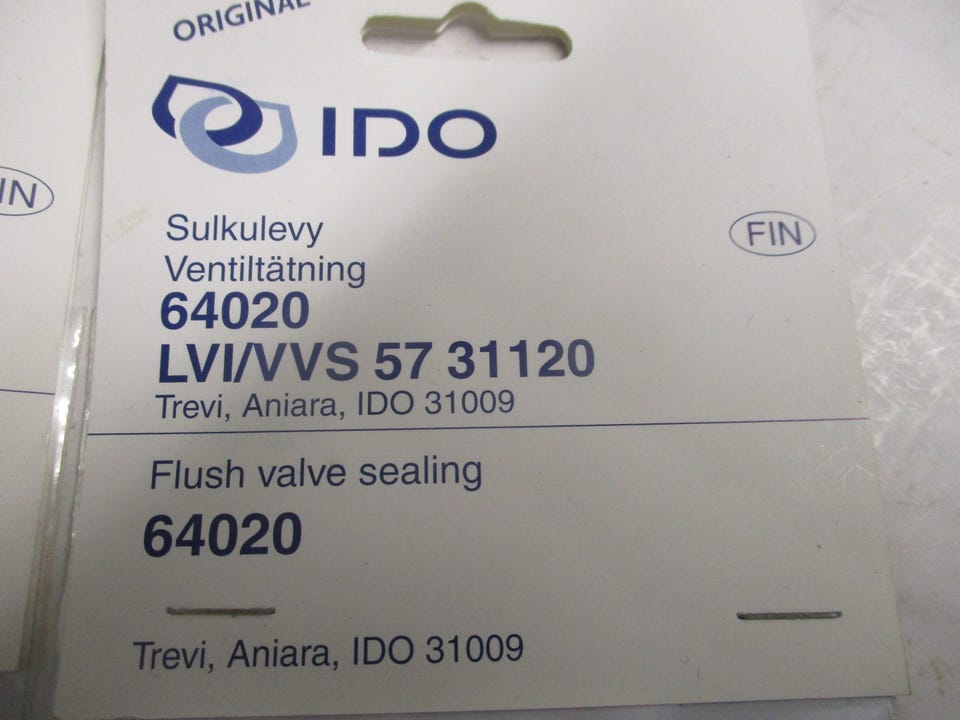 ORIGINAL
IDO
Sulkulevy
FIN
Ventiltätning
64020
LVI/VVS 57 31120
Trevi, Aniara, IDO 31009
Flush valve sealing
64020
Trevi, Aniara, IDO 31009
IN